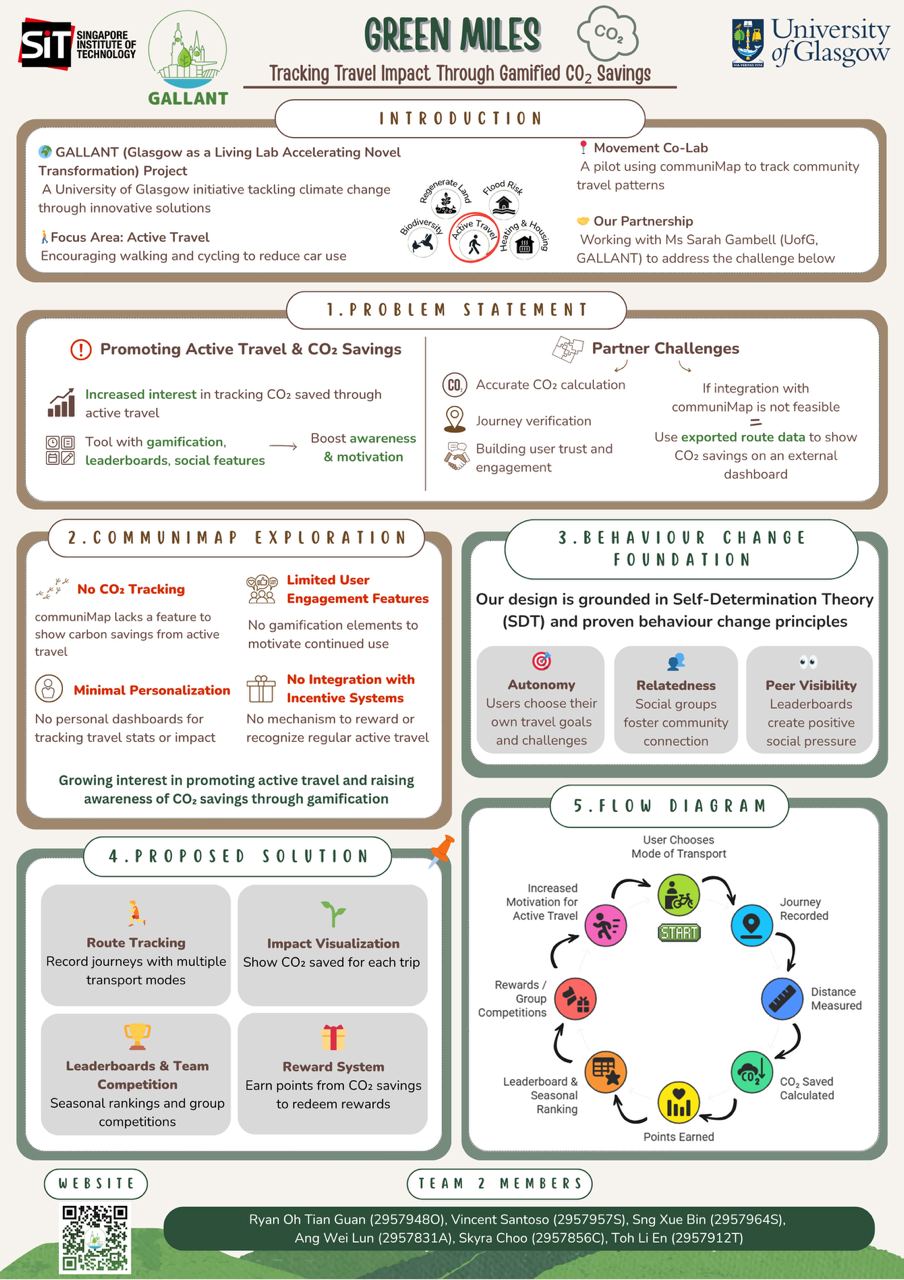 SiT SINGAPORE
INSTITUTE OF
TECHNOLOGY
GALLANT
GREEN MILES
CO₂
Tracking Travel Impact Through Gamified CO₂ Savings
University
of Glasgow
INTRODUCTION
GALLANT (Glasgow as a Living Lab Accelerating Novel
Transformation) Project
A University of Glasgow initiative tackling climate change
through innovative solutions
Focus Area: Active Travel
Encouraging walking and cycling to reduce car use
Regenerate Land
Flood Risk
Biodiversity
Active Travel
Heating & Housing
Movement Co-Lab
A pilot using communiMap to track community
travel patterns
Our Partnership
Working with Ms Sarah Gambell (UofG,
GALLANT) to address the challenge below
1.PROBLEM STATEMENT
Promoting Active Travel & CO₂ Savings
Increased interest in tracking CO₂ saved through
active travel
Tool with gamification,
leaderboards, social features
Boost awareness
& motivation
Partner Challenges
CO₂
Accurate CO₂ calculation
Journey verification
Building user trust and
engagement
If integration with
communiMap is not feasible
=
Use exported route data to show
CO₂ savings on an external
dashboard
2.COMMUNIMAP EXPLORATION
No CO₂ Tracking
communiMap lacks a feature to
show carbon savings from active
travel
Limited User
Engagement Features
No gamification elements to
motivate continued use
Minimal Personalization
No personal dashboards for
tracking travel stats or impact
No Integration with
Incentive Systems
No mechanism to reward or
recognize regular active travel
Growing interest in promoting active travel and raising
awareness of CO₂ savings through gamification
3.BEHAVIOUR CHANGE
FOUNDATION
Our design is grounded in Self-Determination Theory
(SDT) and proven behaviour change principles
Autonomy
Users choose their
own travel goals
and challenges
Relatedness
Social groups
foster community
connection
Peer Visibility
Leaderboards
create positive
social pressure
4.PROPOSED SOLUTION
Route Tracking
Record journeys with multiple
transport modes
Impact Visualization
Show CO₂ saved for each trip
Leaderboards & Team
Competition
Seasonal rankings and group
competitions
Reward System
Earn points from CO₂ savings
to redeem rewards
5.FLOW DIAGRAM
User Chooses
Mode of Transport
START
Journey
Recorded
Distance
Measured
CO₂
CO₂ Saved
Calculated
Points Earned
Leaderboard &
Seasonal
Ranking
Rewards /
Group
Competitions
Increased
Motivation for
Active Travel
WEBSITE
TEAM 2 MEMBERS
Ryan Oh Tian Guan (2957948O), Vincent Santoso (2957957S), Sng Xue Bin (2957964S),
Ang Wei Lun (2957831A), Skyra Choo (2957856C), Toh Li En (2957912T)